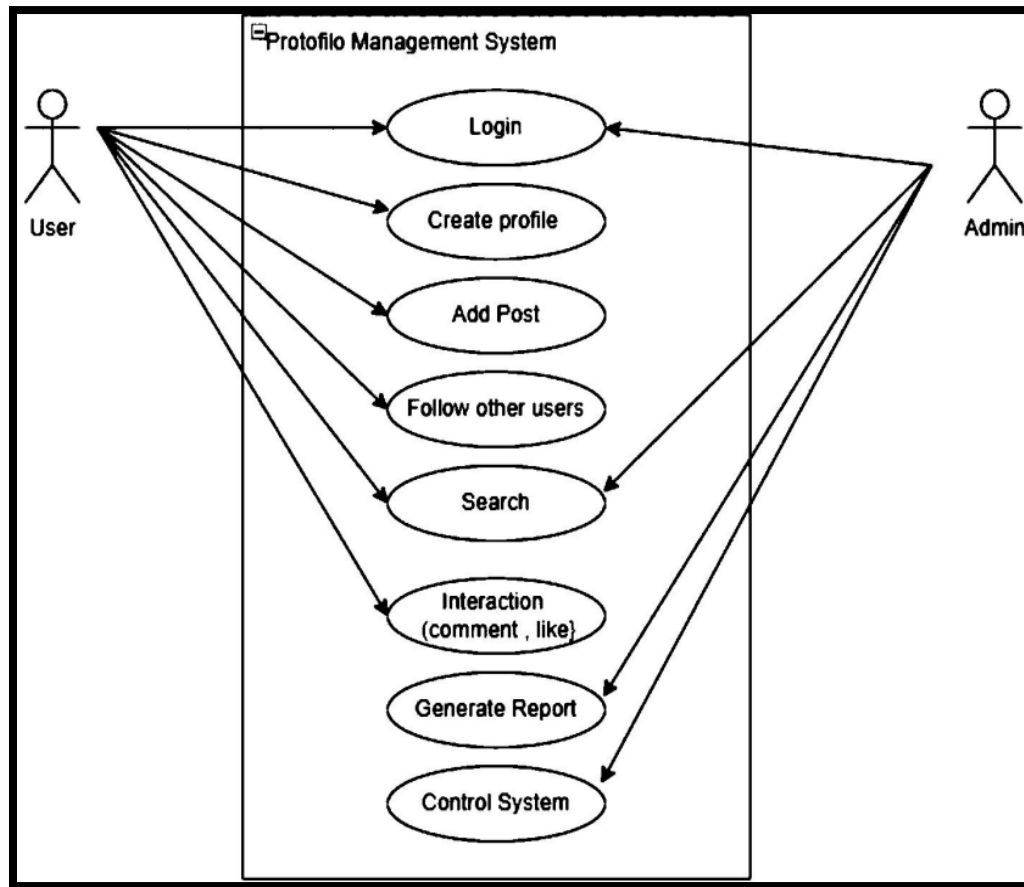 Protofilo Management System
Login
User
Admin
Create profile
Add Post
Follow other users
Search
Interaction
(comment , like}
Generate Report
Control System